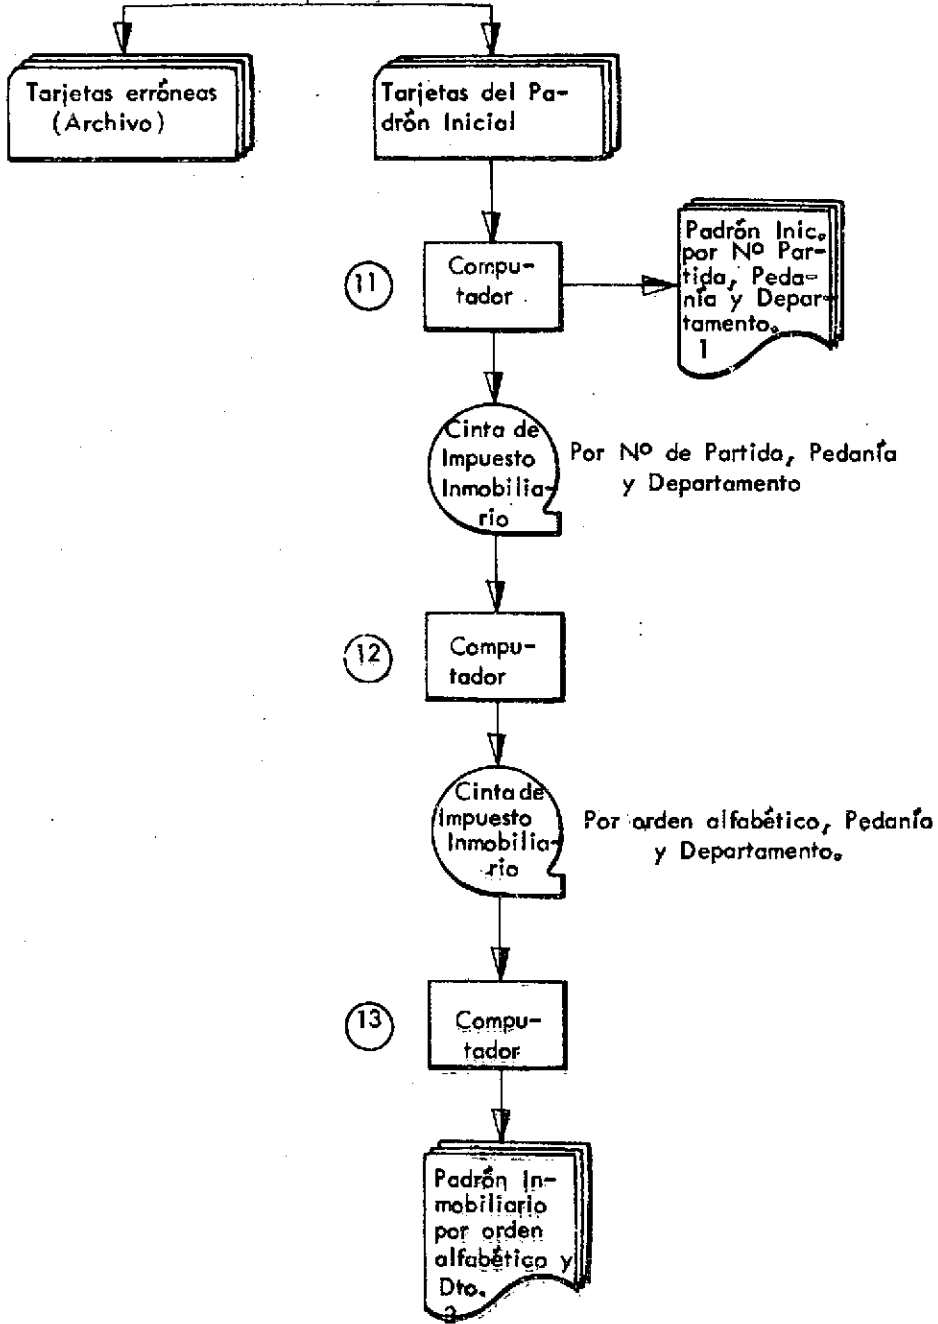 Tarjetas erróneas
(Archivo)
Tarjetas del Pa-
drón Inicial
11
Compu-
tador
Padrón Inic.
por Nº Par-
tida, Peda-
nía y Depar-
tamento.
1
Cinta de
Impuesto
Inmobilia-
rio
Por Nº de Partida, Pedanía
y Departamento
12
Compu-
tador
Cinta de
Impuesto
Inmobilia-
rio
Por orden alfabético, Pedanía
y Departamento.
13
Compu-
tador
Padrón In-
mobiliario
por orden
alfabético y
Dto.